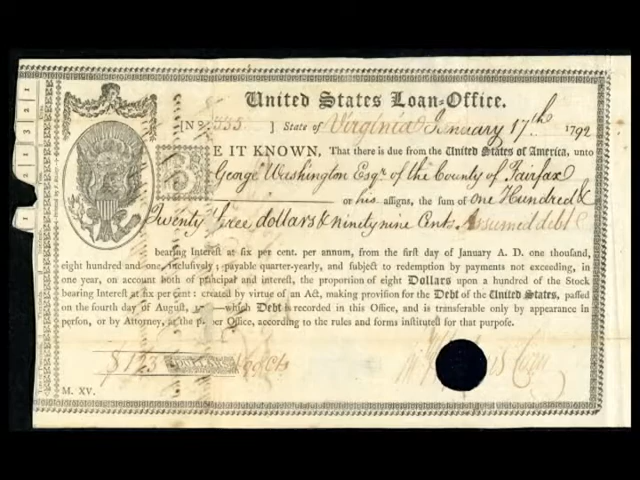 United States Loan-Office.
[No 335 ] State of Virginia January 17th 1792
BE IT KNOWN, That there is due from the United States of America, unto
George Washington Esqr. of the County of Fairfax
or his assigns, the sum of One Hundred &
Twenty three dollars & ninety nine Cents. Assumed debt
bearing Interest at six per cent. per annum, from the first day of January A. D. one thousand,
eight hundred and one, inclusively; payable quarter-yearly, and subject to redemption by payments not exceeding, in
one year, on account both of principal and interest, the proportion of eight Dollars upon a hundred of the Stock
bearing Interest at six per cent: created by virtue of an Act, making provision for the Debt of the United States, passed
on the fourth day of August, which Debt is recorded in this Office, and is transferable only by appearance in
person, or by Attorney, at the proper Office, according to the rules and forms instituted for that purpose.
$ 123 DOLLARS 99 Cts
M. XV.